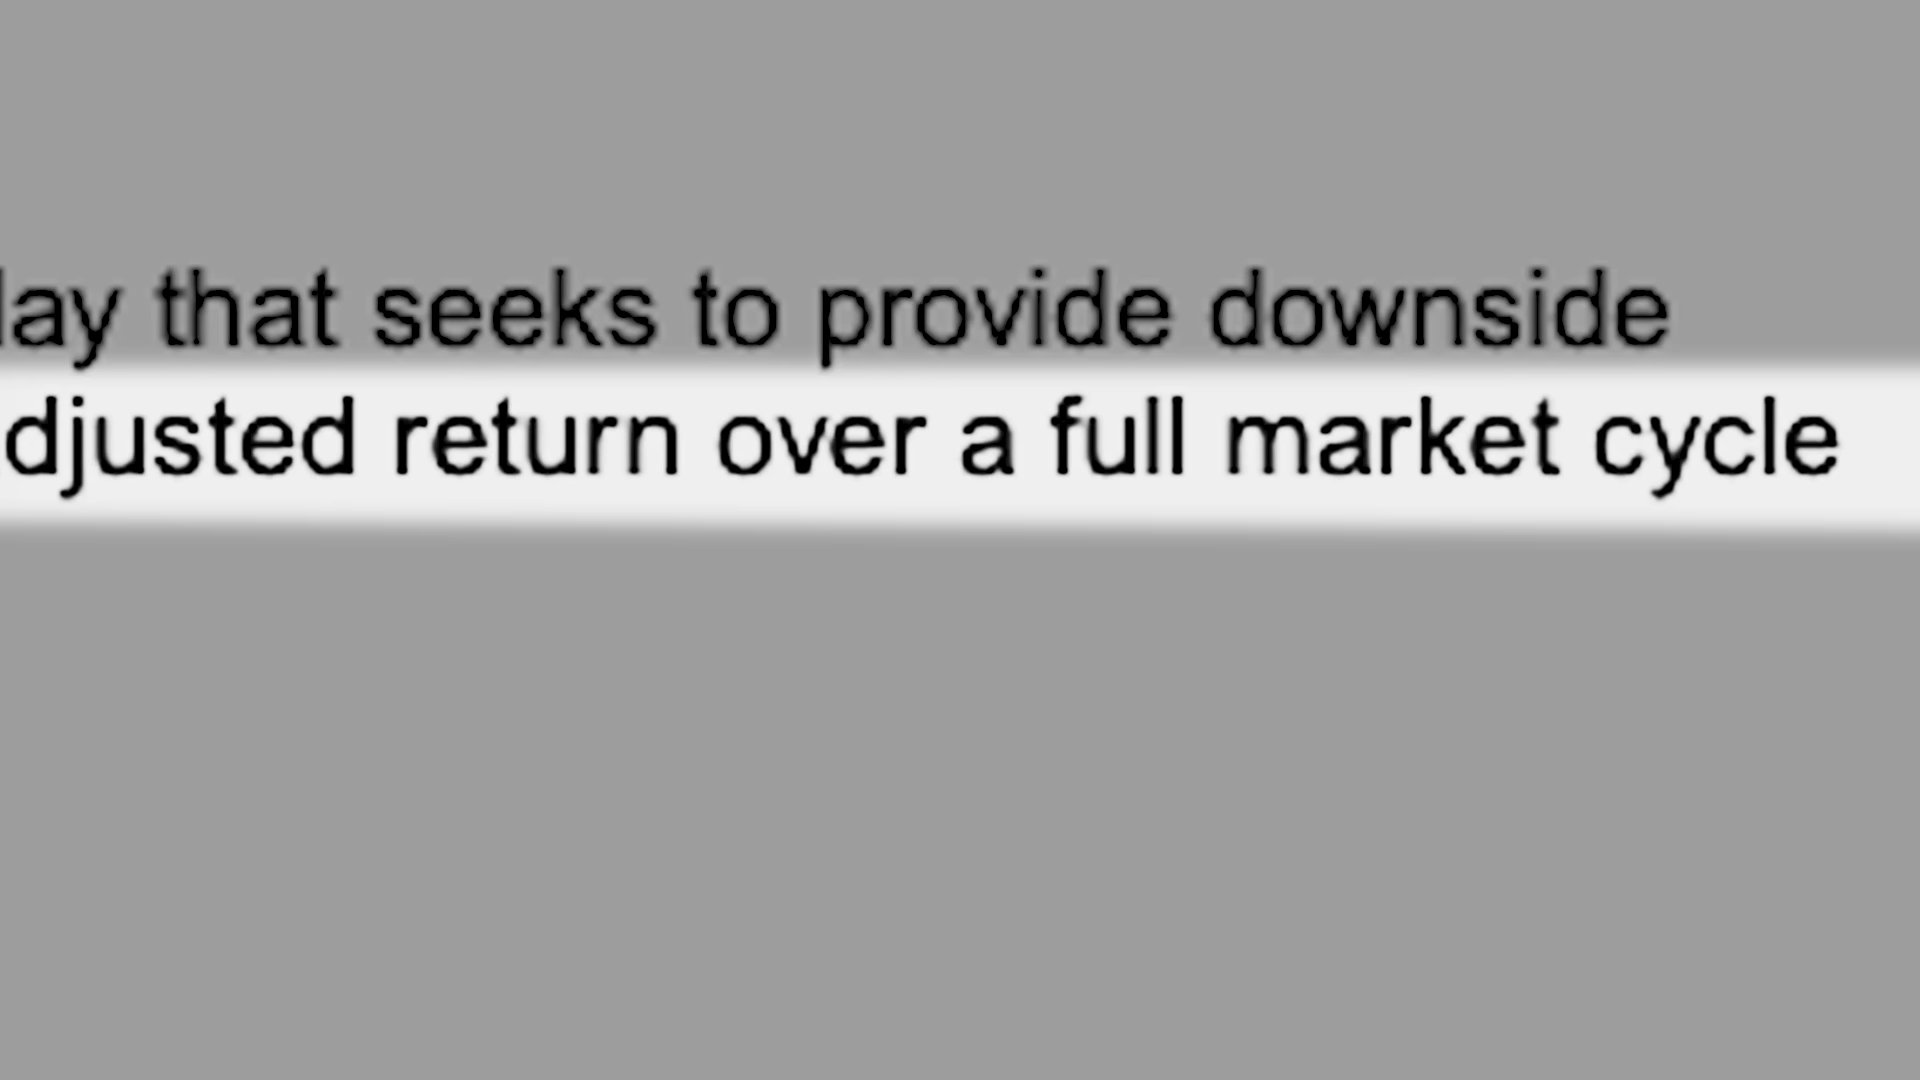 lay that seeks to provide downside
djusted return over a full market cycle